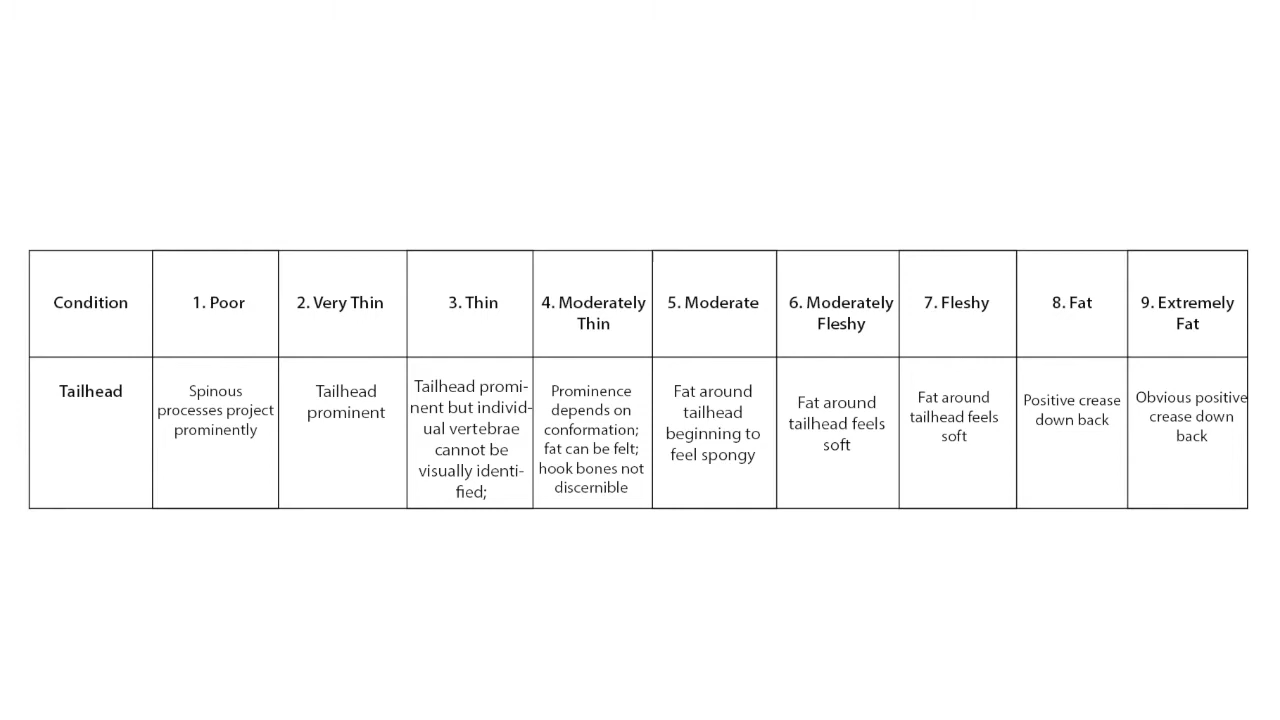 Condition
1. Poor
2. Very Thin
3. Thin
4. Moderately
Thin
5. Moderate
6. Moderately
Fleshy
7. Fleshy
8. Fat
9. Extremely
Fat
Tailhead
Spinous
processes project
prominently
Tailhead
prominent
Tailhead promi-
nent but individ-
ual vertebrae
cannot be
visually identi-
fied;
Prominence
depends on
conformation;
fat can be felt;
hook bones not
discernible
Fat around
tailhead
beginning to
feel spongy
Fat around
tailhead feels
soft
Fat around
tailhead feels
soft
Positive crease
down back
Obvious positive
crease down
back